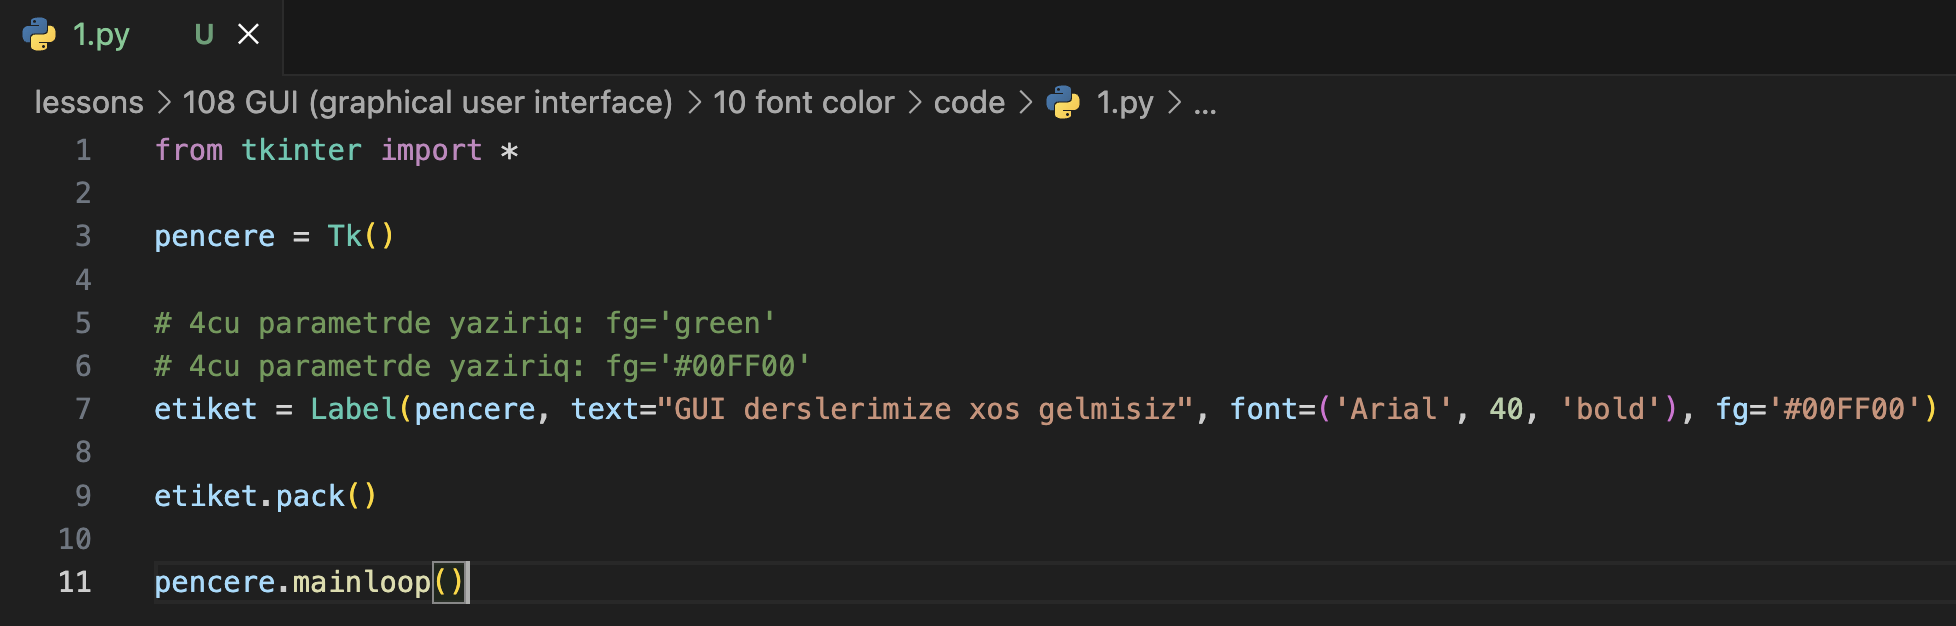 1.py U
lessons > 108 GUI (graphical user interface) > 10 font color > code > 1.py > ...
1 from tkinter import *
2
3 pencere = Tk()
4
5 # 4cu parametrde yaziriq: fg='green'
6 # 4cu parametrde yaziriq: fg='#00FF00'
7 etiket = Label(pencere, text="GUI derslerimize xos gelmisiz", font=('Arial', 40, 'bold'), fg='#00FF00')
8
9 etiket.pack()
10
11 pencere.mainloop()